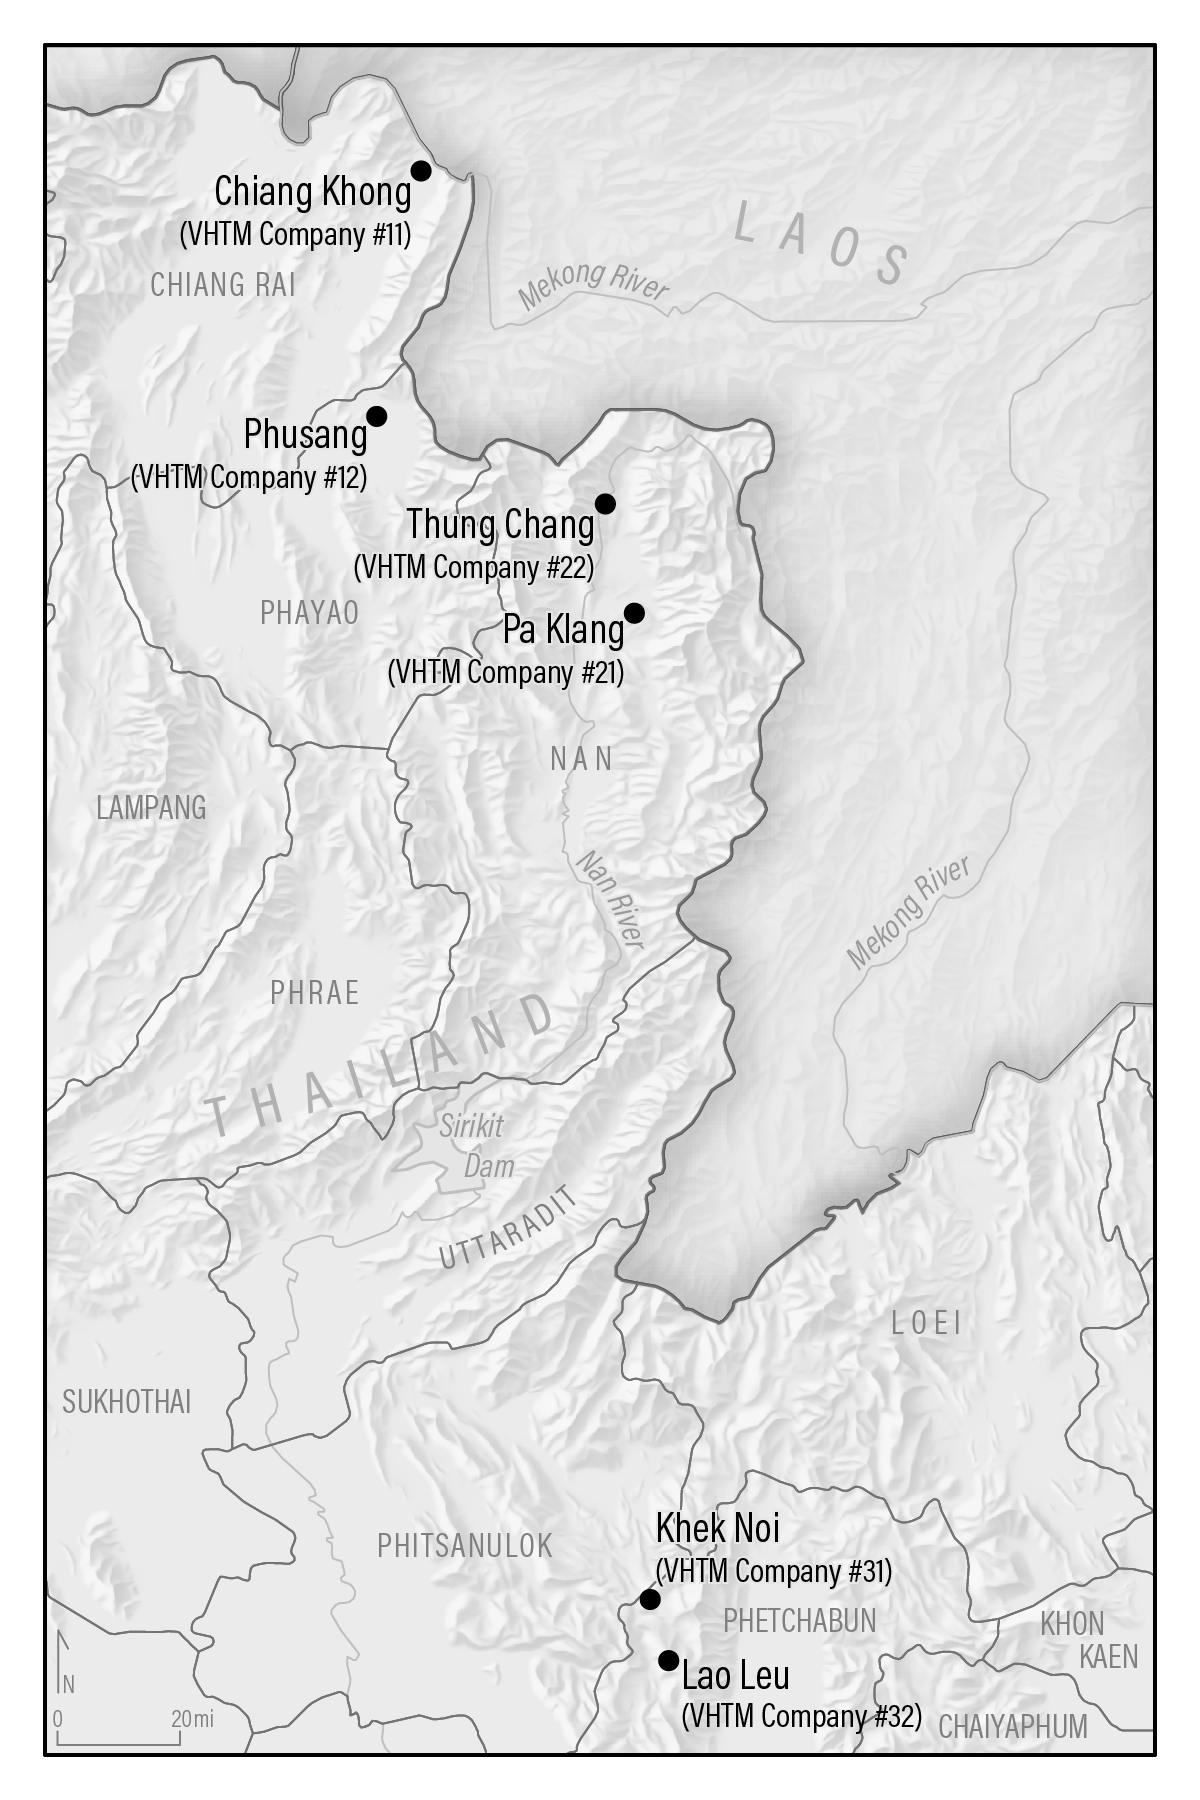 Chiang Khong
(VHTM Company #11)
CHIANG RAI
LAOS
Mekong River
Phusang
(VHTM Company #12)
Thung Chang
(VHTM Company #22)
PHAYAO
Pa Klang
(VHTM Company #21)
NAN
LAMPANG
Nan River
Mekong River
PHRAE
THAILAND
Sirikit
Dam
UTTARADIT
LOEI
SUKHOTHAI
PHITSANULOK
Khek Noi
(VHTM Company #31)
PHETCHABUN
KHON
KAEN
Lao Leu
(VHTM Company #32)
CHAIYAPHUM
N
0 20mi